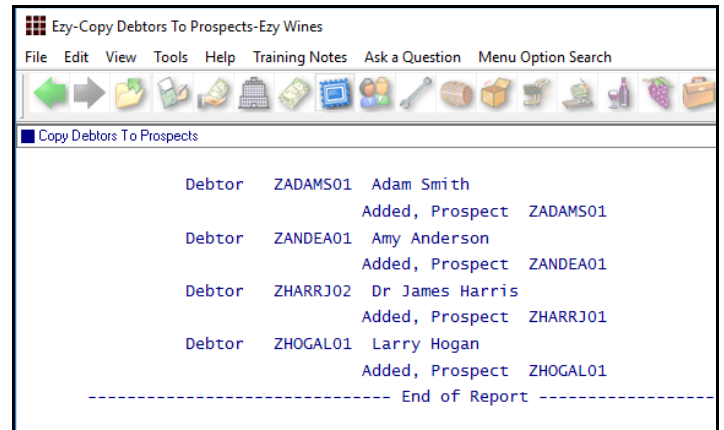 Ezy-Copy Debtors To Prospects-Ezy Wines
File Edit View Tools Help Training Notes Ask a Question Menu Option Search
Copy Debtors To Prospects
Debtor ZADAMS01 Adam Smith
Added, Prospect ZADAMS01
Debtor ZANDEA01 Amy Anderson
Added, Prospect ZANDEA01
Debtor ZHARRJ02 Dr James Harris
Added, Prospect ZHARRJ01
Debtor ZHOGAL01 Larry Hogan
Added, Prospect ZHOGAL01
------------------------------- End of Report ------------------